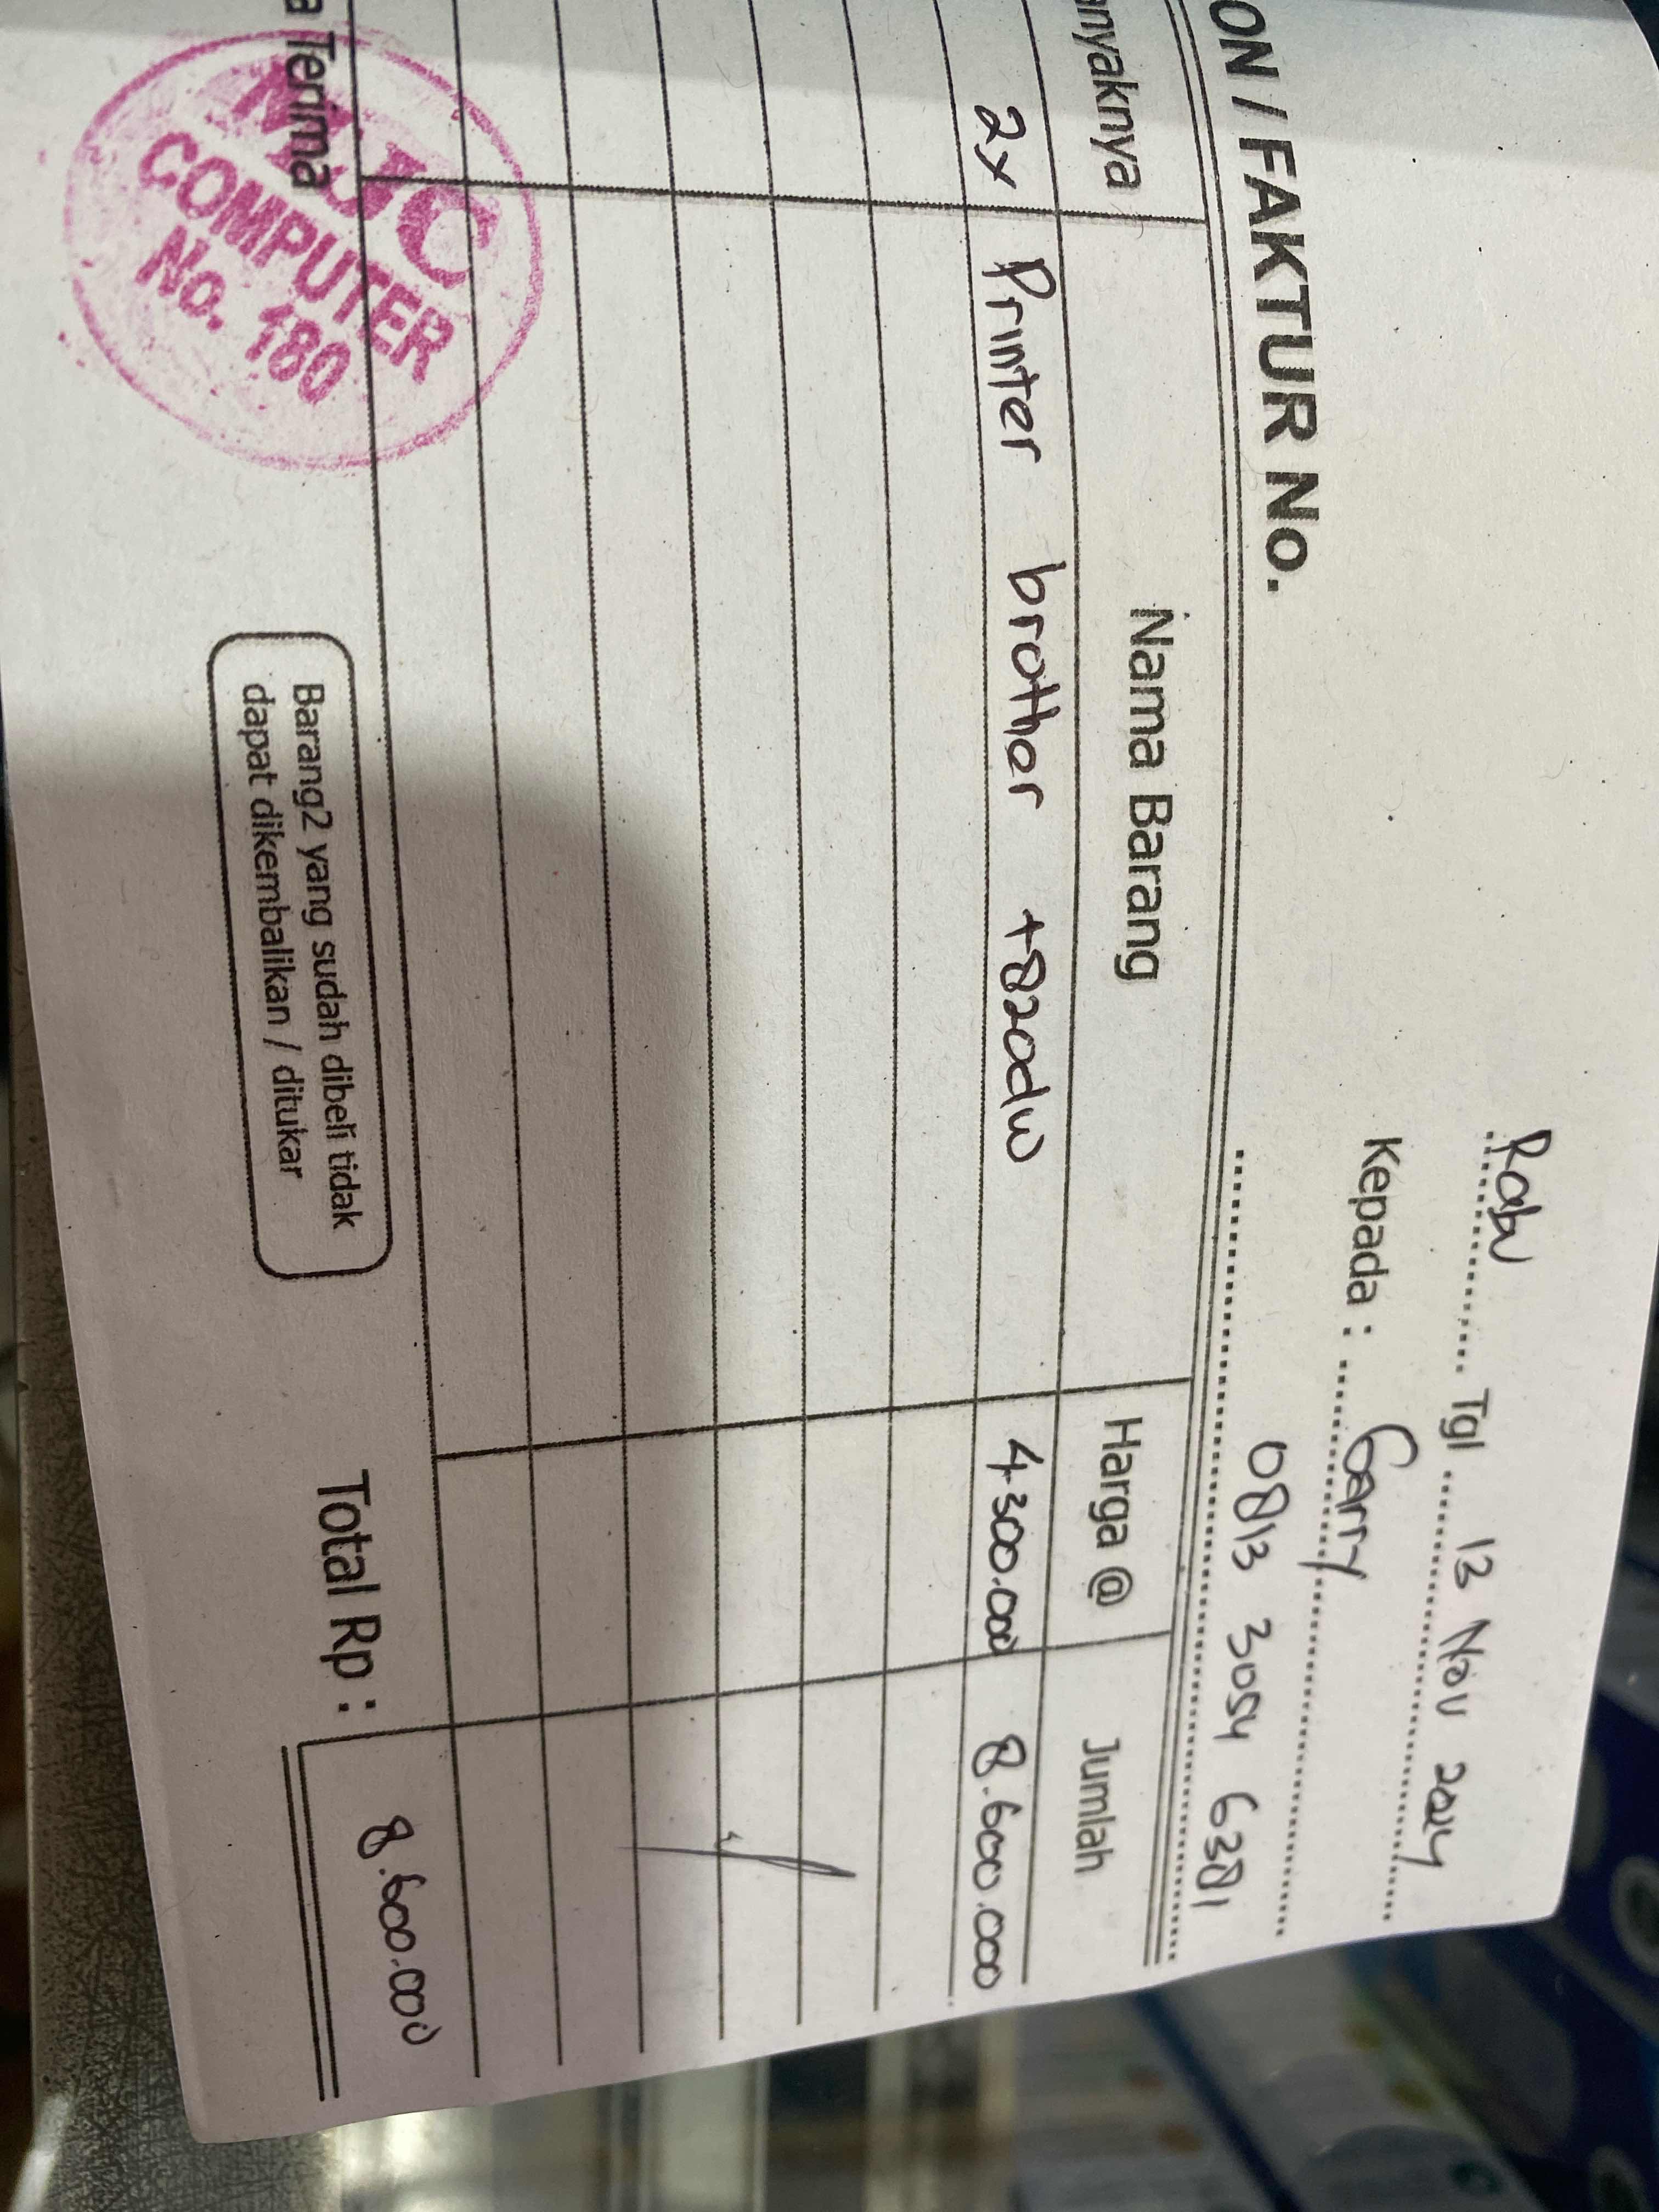 Rabu Tgl 13 Nov 2024
Kepada : Garry
0813 3054 6381
ON / FAKTUR No.
anyaknya Nama Barang Harga @ Jumlah
2x Printer brother t820dw 4.300.000 8.600.000
Total Rp : 8.600.000
a Terima
Barang2 yang sudah dibeli tidak
dapat dikembalikan / ditukar
COMPUTER
No. 180